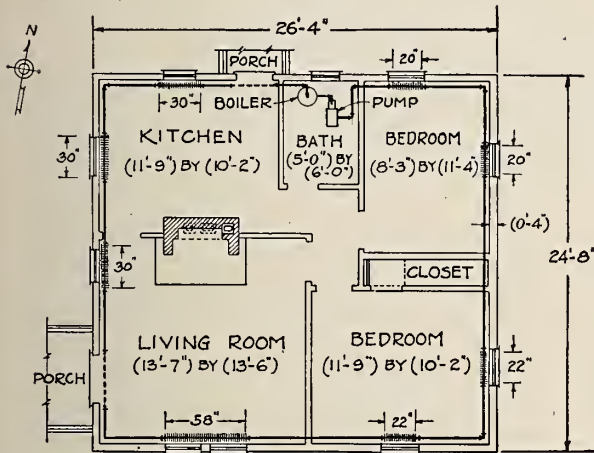 26'-4"
N
PORCH
20"
30"
BOILER
PUMP
KITCHEN
(11'-9") BY (10'-2")
BATH
(5'-0") BY
(6'-0")
BEDROOM
(8'-3") BY (11'-4")
30"
20"
(0'-4")
24'-8"
30"
CLOSET
LIVING ROOM
(13'-7") BY (13'-6")
BEDROOM
(11'-9") BY (10'-2")
PORCH
22"
58"
22"